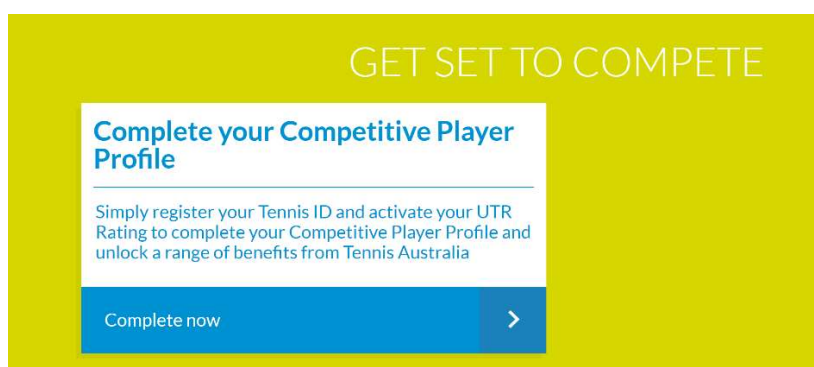 GET SET TO COMPETE
Complete your Competitive Player
Profile
Simply register your Tennis ID and activate your UTR
Rating to complete your Competitive Player Profile and
unlock a range of benefits from Tennis Australia
Complete now